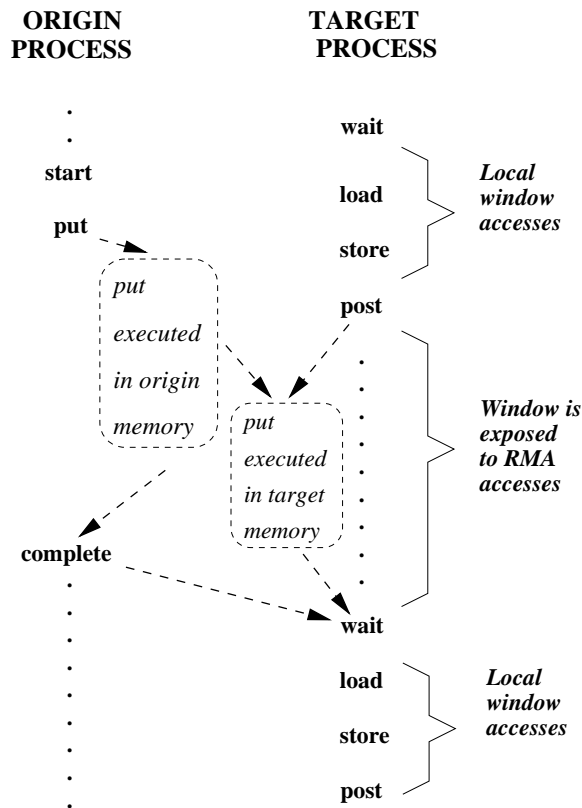 ORIGIN
PROCESS
TARGET
PROCESS
wait
start
load
put
store
Local
window
accesses
put
executed
in origin
memory
post
put
executed
in target
memory
Window is
exposed
to RMA
accesses
complete
wait
load
store
post
Local
window
accesses